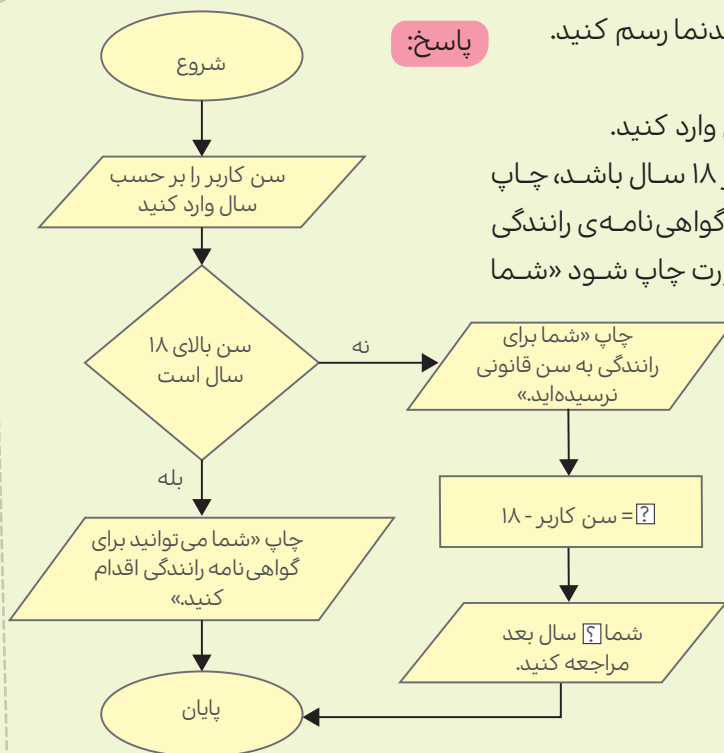 دنما رسم کنید.
پاسخ:
وارد کنید.
۱۸ سـال باشـد، چـاپ
گواهی‌نامـه‌ی رانندگی
رت چاپ شـود «شـما
شروع
سن کاربر را بر حسب
سال وارد کنید
سن بالای ۱۸
سال است
نه
بله
چاپ «شما برای
رانندگی به سن قانونی
نرسیده‌اید.»
?= سن کاربر - ۱۸
شما ? سال بعد
مراجعه کنید.
چاپ «شما می‌توانید برای
گواهی‌نامه رانندگی اقدام
کنید.»
پایان